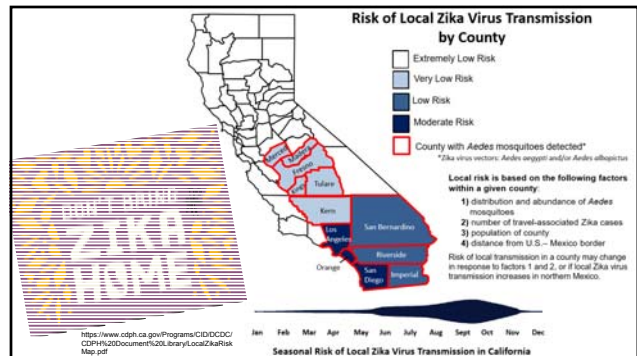 Risk of Local Zika Virus Transmission
by County
Extremely Low Risk
Very Low Risk
Low Risk
Moderate Risk
County with Aedes mosquitoes detected*
*Zika virus vectors: Aedes aegypti and/or Aedes albopictus
Local risk is based on the following factors
within a given county:
1) distribution and abundance of Aedes
mosquitoes
2) number of travel-associated Zika cases
3) population of county
4) distance from U.S.– Mexico border
Risk of local transmission in a county may change
in response to factors 1 and 2, or if local Zika virus
transmission increases in northern Mexico.
Merced
Madera
Fresno
Kings
Tulare
Kern
San Bernardino
Los
Angeles
Riverside
Orange
San
Diego
Imperial
DON'T BRING
ZIKA
HOME
https://www.cdph.ca.gov/Programs/CID/DCDC/
CDPH%20Document%20Library/LocalZikaRisk
Map.pdf
Jan Feb Mar Apr May Jun Jul Aug Sep Oct Nov Dec
Seasonal Risk of Local Zika Virus Transmission in California